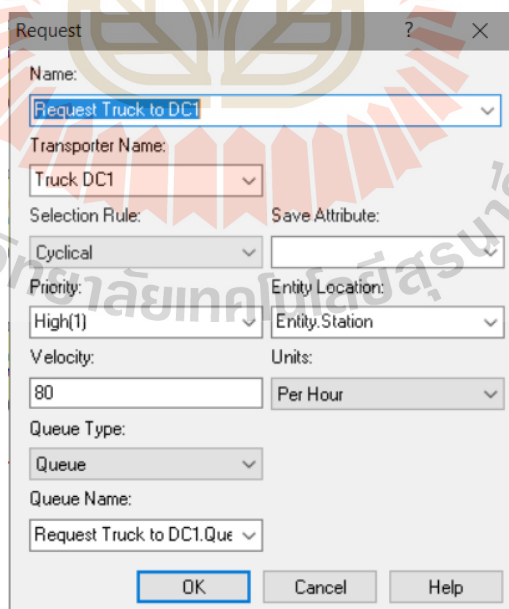 Request ?
Name:
Request Truck to DC1
Transporter Name:
Truck DC1
Selection Rule: Save Attribute:
Cyclical
Priority: Entity Location:
High(1) Entity.Station
Velocity: Units:
80 Per Hour
Queue Type:
Queue
Queue Name:
Request Truck to DC1.Que
OK Cancel Help